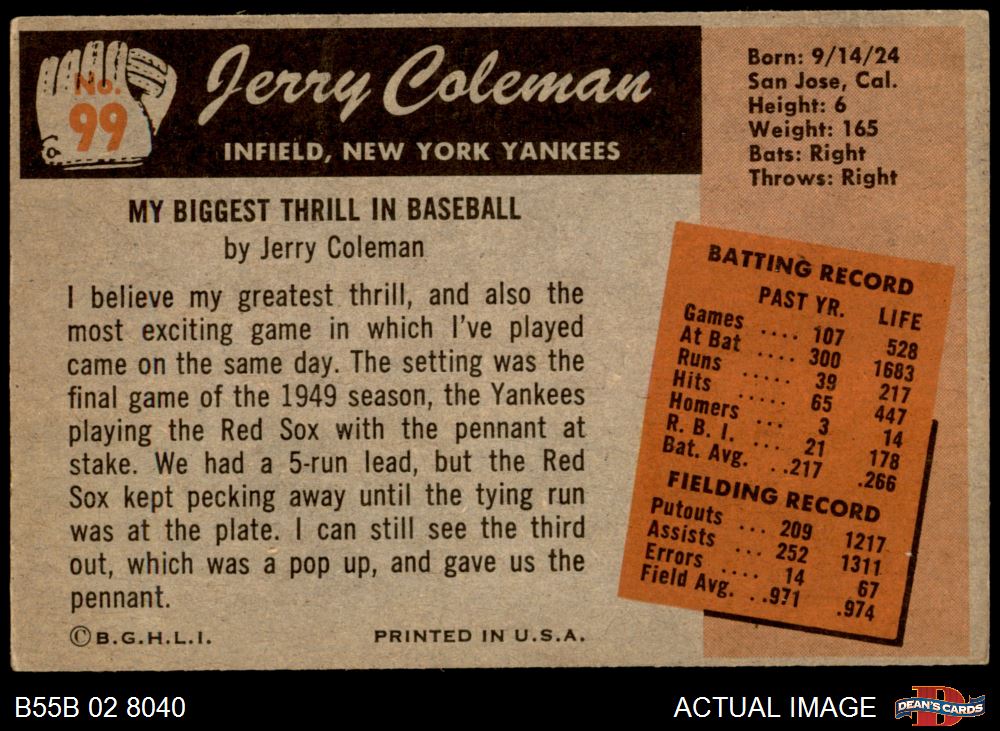 No.
99
Jerry Coleman
INFIELD, NEW YORK YANKEES
MY BIGGEST THRILL IN BASEBALL
by Jerry Coleman
I believe my greatest thrill, and also the
most exciting game in which I've played
came on the same day. The setting was the
final game of the 1949 season, the Yankees
playing the Red Sox with the pennant at
stake. We had a 5-run lead, but the Red
Sox kept pecking away until the tying run
was at the plate. I can still see the third
out, which was a pop up, and gave us the
pennant.
©B.G.H.L.I. PRINTED IN U.S.A.
Born: 9/14/24
San Jose, Cal.
Height: 6
Weight: 165
Bats: Right
Throws: Right
BATTING RECORD
PAST YR. LIFE
Games .... 107 528
At Bat .... 300 1683
Runs ..... 39 217
Hits ..... 65 447
Homers ... 3 14
R. B. I. ... 21 178
Bat. Avg. ..217 .266
FIELDING RECORD
Putouts ... 209 1217
Assists ... 252 1311
Errors .... 14 67
Field Avg. ..971 .974
B55B 02 8040 ACTUAL IMAGE
DEAN'S CARDS